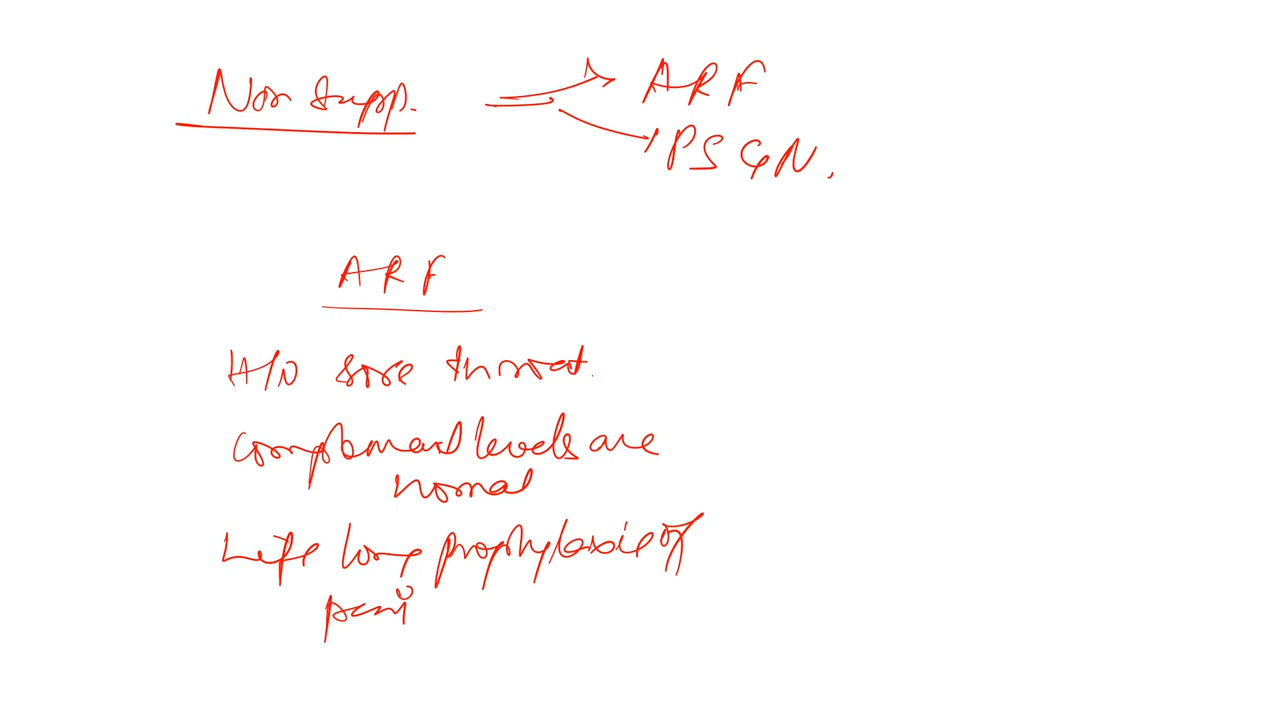 Non Supp. ⇒ ARF
PSGN.
ARF
H/O sore throat.
Complement levels are
normal
Life long prophylaxis of
peni